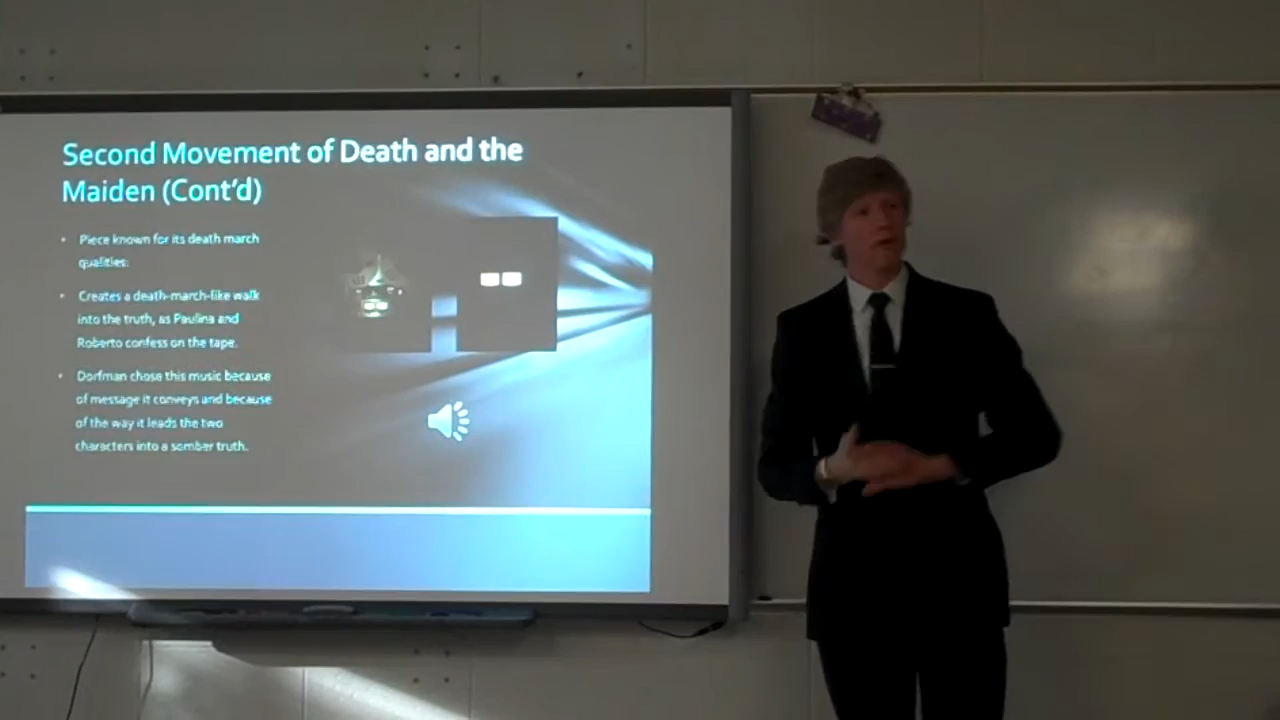 Second Movement of Death and the
Maiden (Cont'd)
• Piece known for its death march
qualities.
• Creates a death-march-like walk
into the truth, as Paulina and
Roberto confess on the tape.
• Dorfman chose this music because
of message it conveys and because
of the way it leads the two
characters into a somber truth.